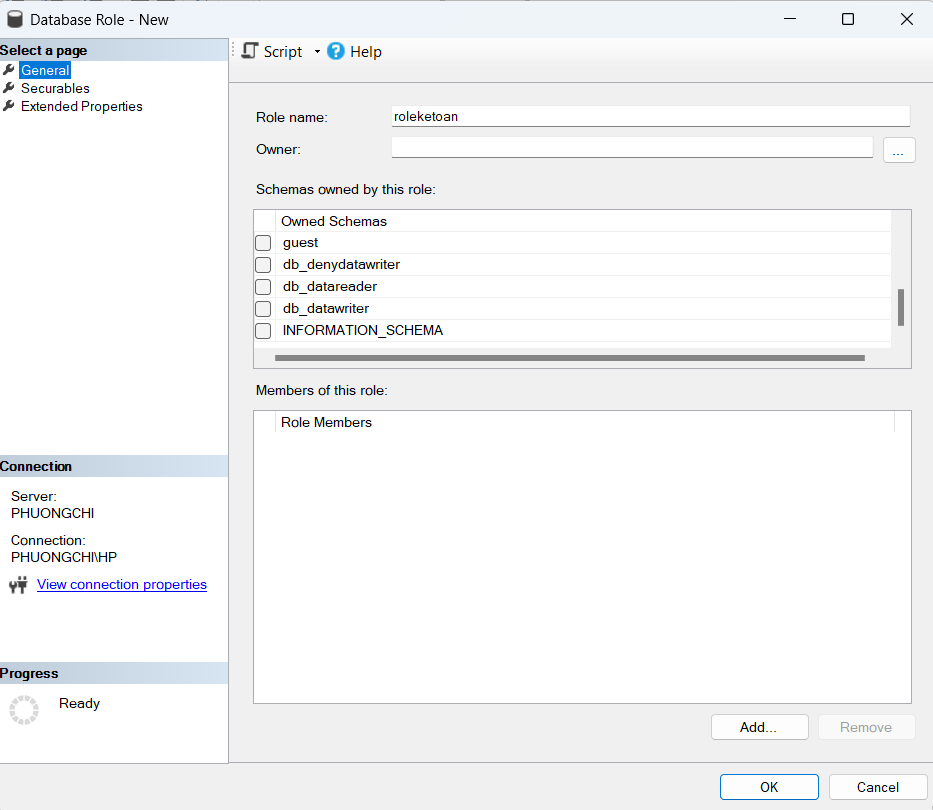 Database Role - New
Select a page
General
Securables
Extended Properties
Script
Help
Role name:
roleketoan
Owner:
...
Schemas owned by this role:
Owned Schemas
guest
db_denydatawriter
db_datareader
db_datawriter
INFORMATION_SCHEMA
Members of this role:
Role Members
Connection
Server:
PHUONGCHI
Connection:
PHUONGCHI\HP
View connection properties
Progress
Ready
Add...
Remove
OK
Cancel